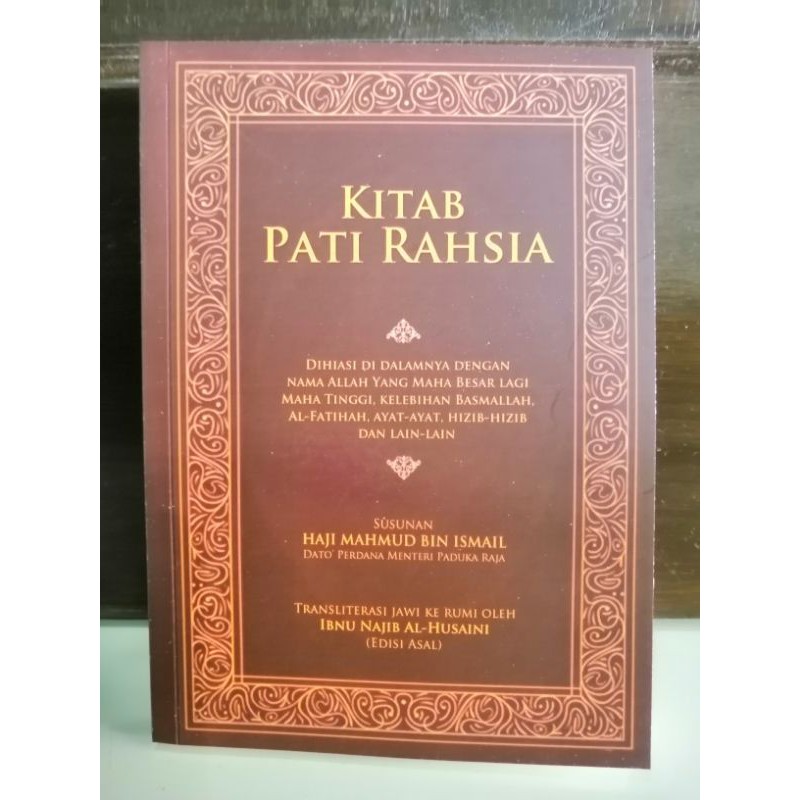 KITAB
PATI RAHSIA
DIHIASI DI DALAMNYA DENGAN
NAMA ALLAH YANG MAHA BESAR LAGI
MAHA TINGGI, KELEBIHAN BASMALLAH,
AL-FATIHAH, AYAT-AYAT, HIZIB-HIZIB
DAN LAIN-LAIN
SÛSUNAN
HAJI MAHMUD BIN ISMAIL
DATO' PERDANA MENTERI PADUKA RAJA
TRANSLITERASI JAWI KE RUMI OLEH
IBNU NAJIB AL-HUSAINI
(EDISI ASAL)